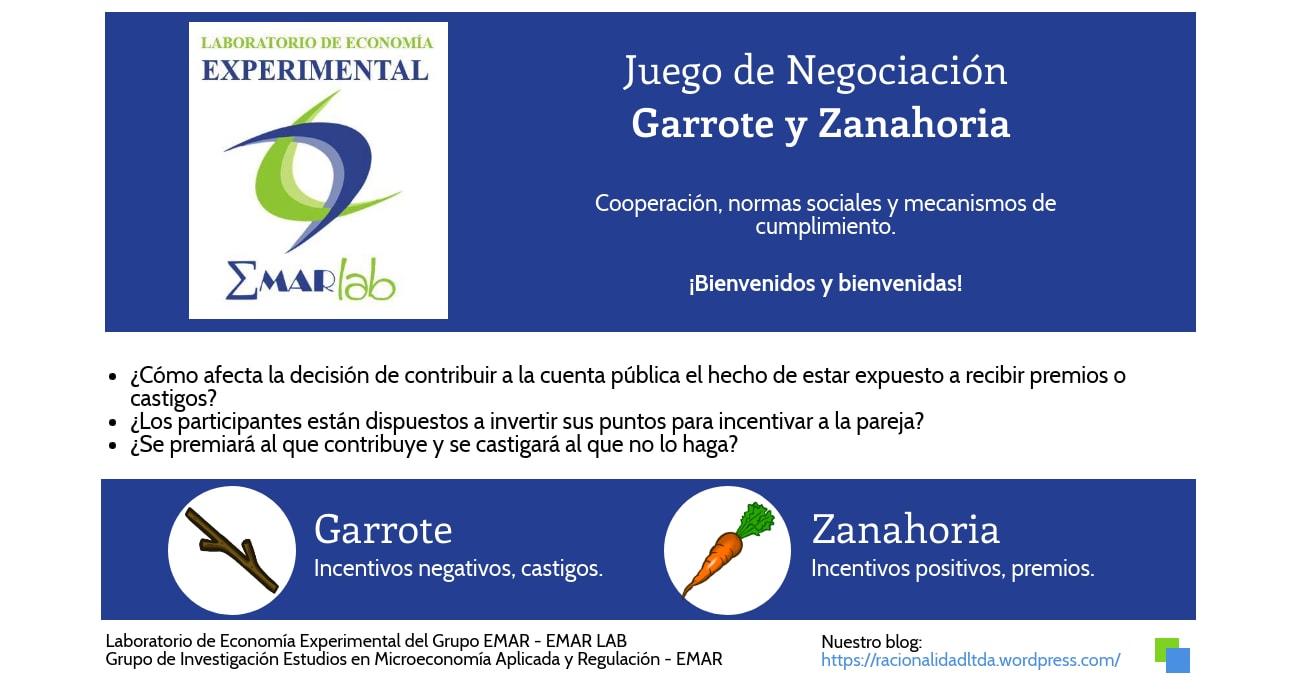 LABORATORIO DE ECONOMÍA
EXPERIMENTAL
ΣMARlab
Juego de Negociación
Garrote y Zanahoria
Cooperación, normas sociales y mecanismos de
cumplimiento.
¡Bienvenidos y bienvenidas!
• ¿Cómo afecta la decisión de contribuir a la cuenta pública el hecho de estar expuesto a recibir premios o
castigos?
• ¿Los participantes están dispuestos a invertir sus puntos para incentivar a la pareja?
• ¿Se premiará al que contribuye y se castigará al que no lo haga?
Garrote
Incentivos negativos, castigos.
Zanahoria
Incentivos positivos, premios.
Laboratorio de Economía Experimental del Grupo EMAR - EMAR LAB
Grupo de Investigación Estudios en Microeconomía Aplicada y Regulación - EMAR
Nuestro blog:
https://racionalidadltda.wordpress.com/